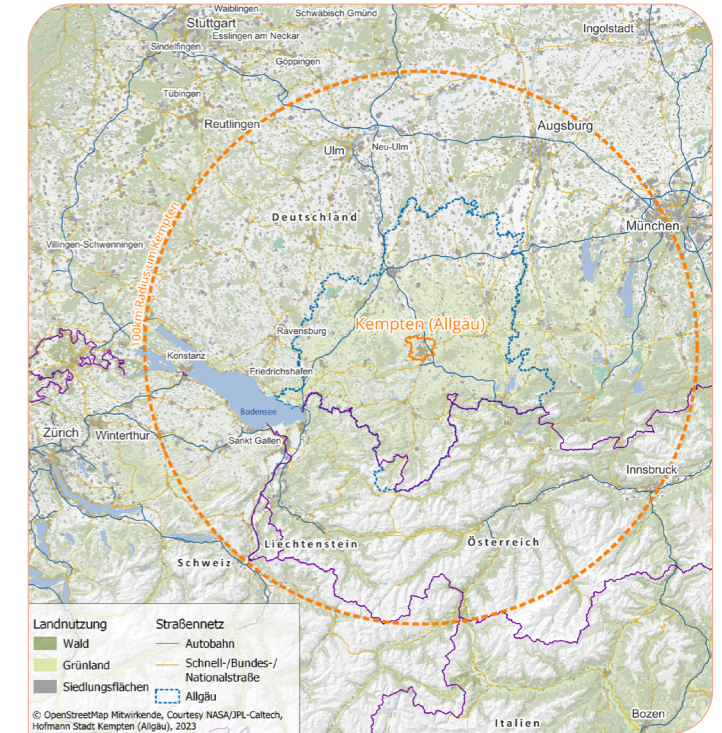 Waiblingen
Schwäbisch Gmünd
Stuttgart
Ingolstadt
Esslingen am Neckar
Sindelfingen
Göppingen
Tübingen
Reutlingen
Augsburg
Ulm
Neu-Ulm
Deutschland
München
Villingen-Schwenningen
100km Radius um Kempten
Ravensburg
Kempten (Allgäu)
Konstanz
Friedrichshafen
Bodensee
Zürich
Winterthur
Sankt Gallen
Innsbruck
Liechtenstein
Österreich
Schweiz
Landnutzung
Wald
Grünland
Siedlungsflächen
Straßennetz
Autobahn
Schnell-/Bundes-/
Nationalstraße
Allgäu
© OpenStreetMap Mitwirkende, Courtesy NASA/JPL-Caltech,
Hofmann Stadt Kempten (Allgäu), 2023
Bozen
Italien